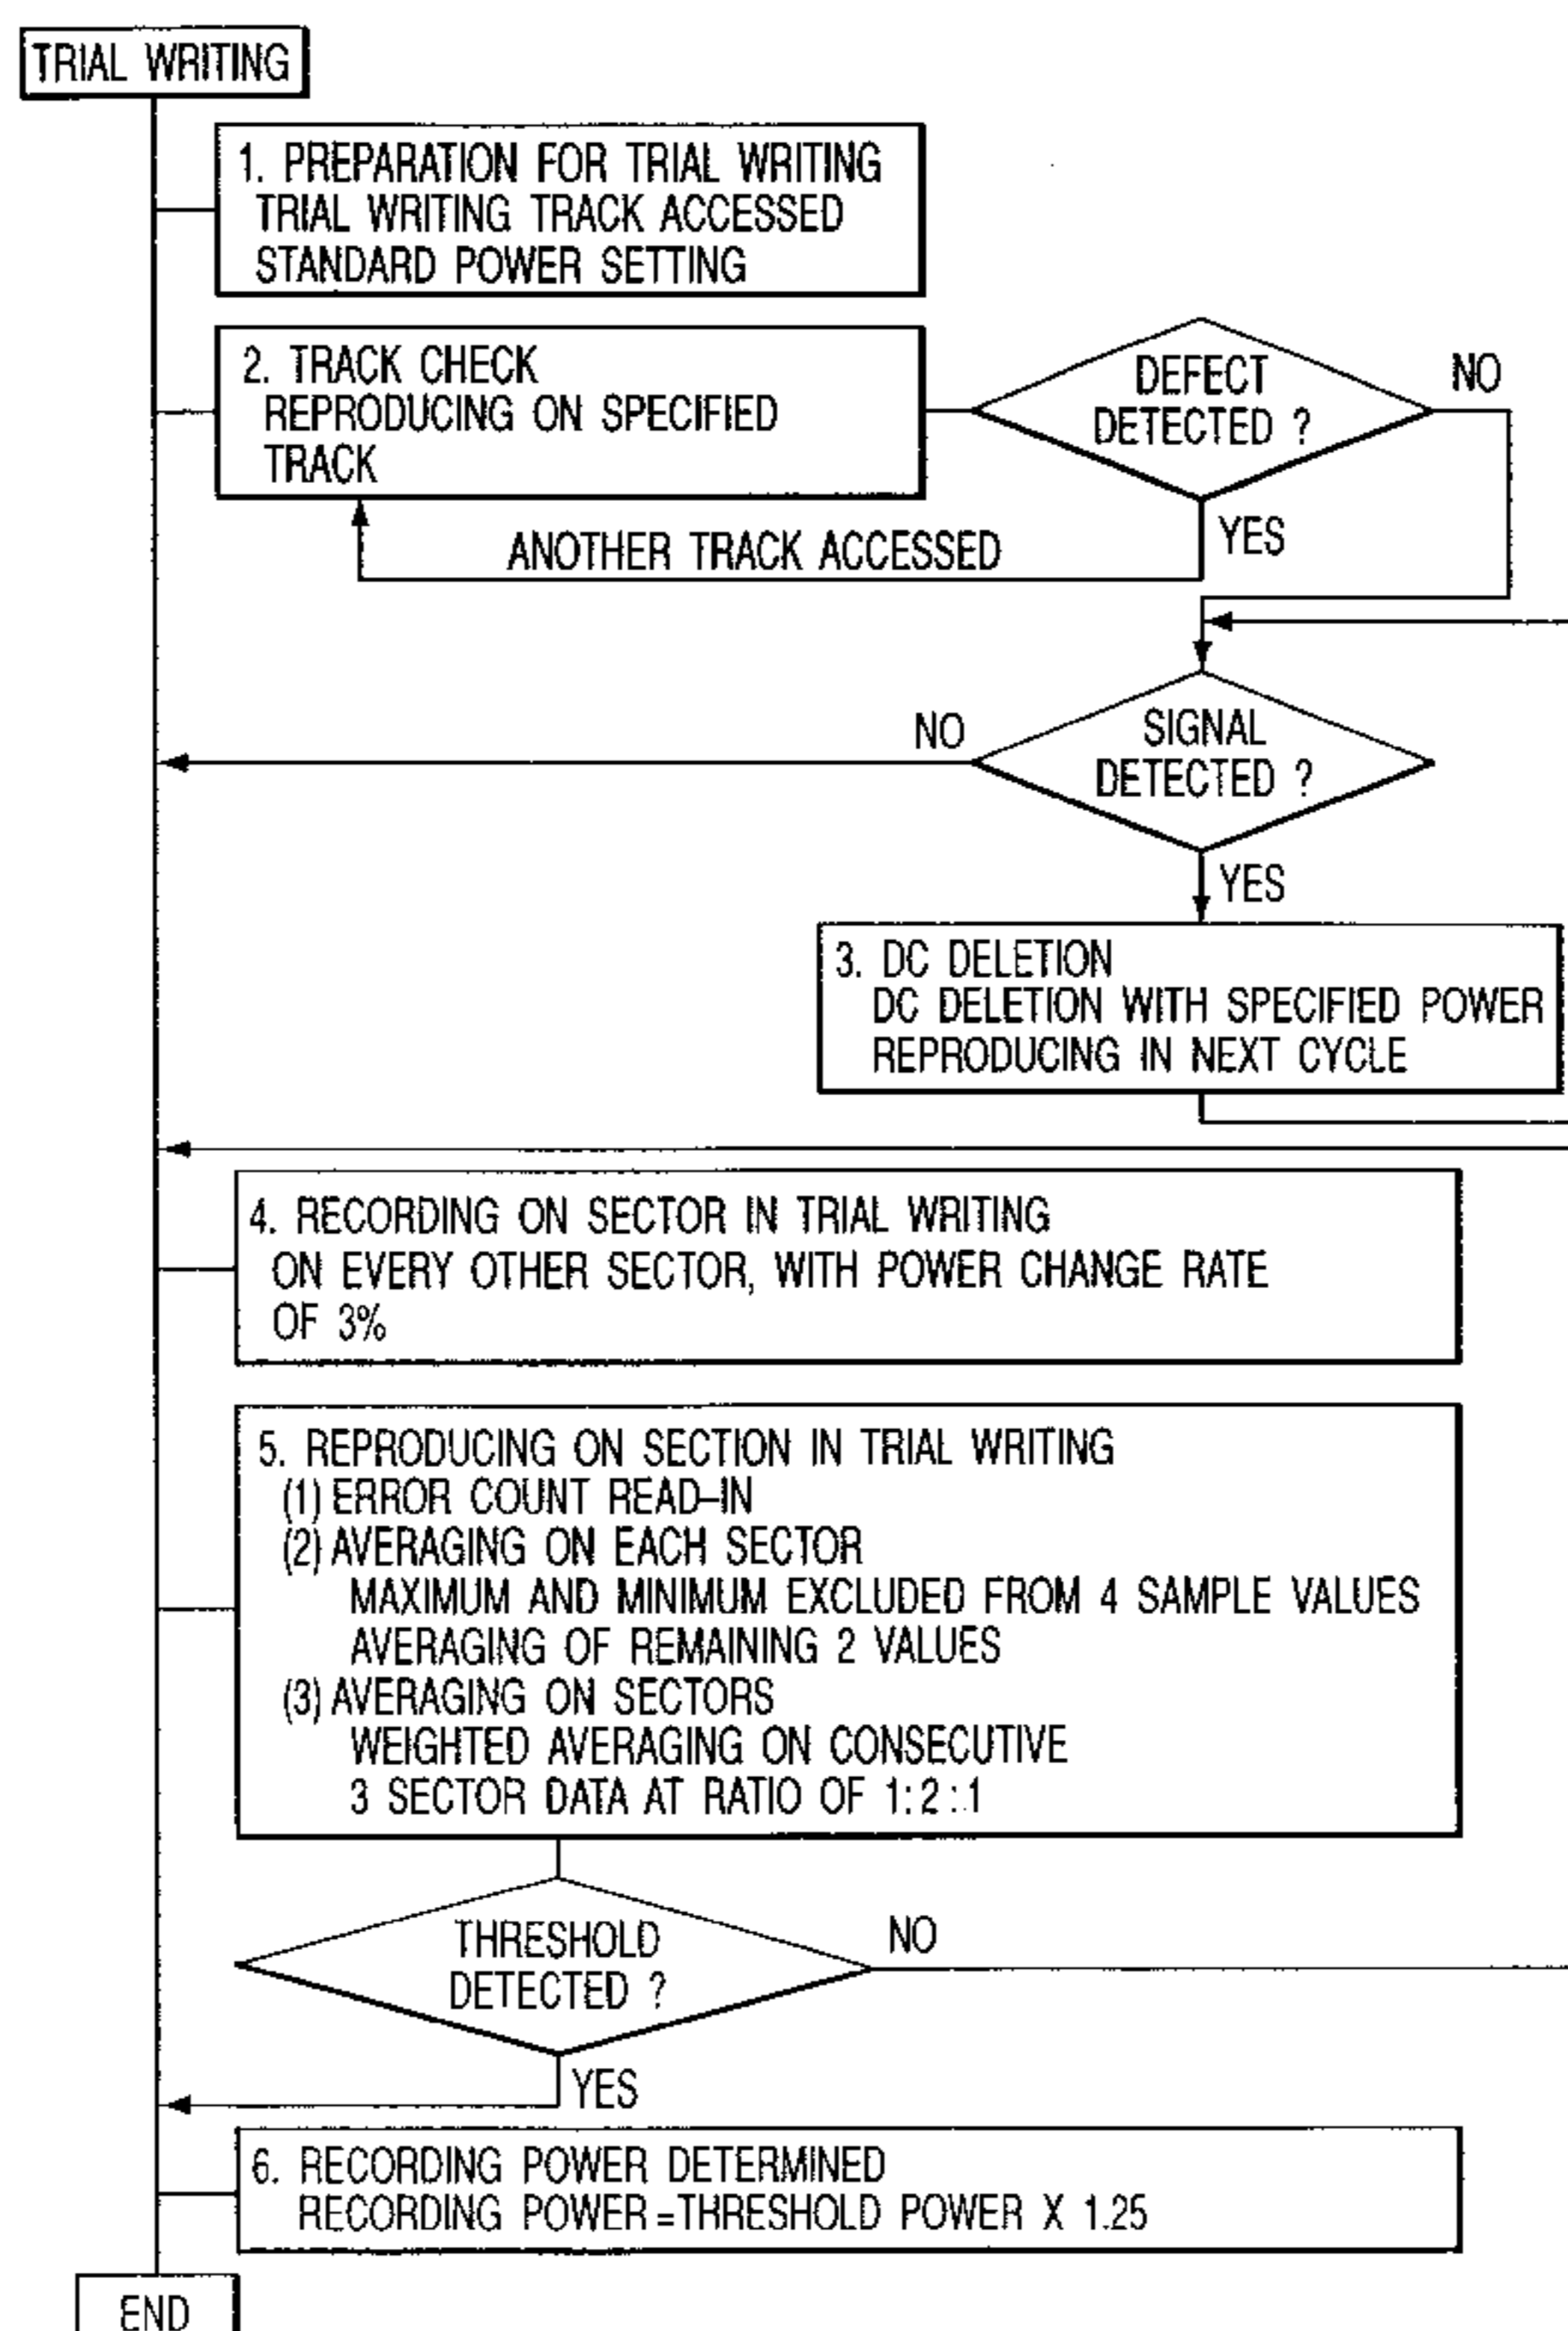 TRIAL WRITING
1. PREPARATION FOR TRIAL WRITING
TRIAL WRITING TRACK ACCESSED
STANDARD POWER SETTING
2. TRACK CHECK
REPRODUCING ON SPECIFIED
TRACK
DEFECT
DETECTED ?
NO
YES
ANOTHER TRACK ACCESSED
SIGNAL
DETECTED ?
NO
YES
3. DC DELETION
DC DELETION WITH SPECIFIED POWER
REPRODUCING IN NEXT CYCLE
4. RECORDING ON SECTOR IN TRIAL WRITING
ON EVERY OTHER SECTOR, WITH POWER CHANGE RATE
OF 3%
5. REPRODUCING ON SECTION IN TRIAL WRITING
(1) ERROR COUNT READ-IN
(2) AVERAGING ON EACH SECTOR
MAXIMUM AND MINIMUM EXCLUDED FROM 4 SAMPLE VALUES
AVERAGING OF REMAINING 2 VALUES
(3) AVERAGING ON SECTORS
WEIGHTED AVERAGING ON CONSECUTIVE
3 SECTOR DATA AT RATIO OF 1:2:1
THRESHOLD
DETECTED ?
NO
YES
6. RECORDING POWER DETERMINED
RECORDING POWER=THRESHOLD POWER X 1.25
END